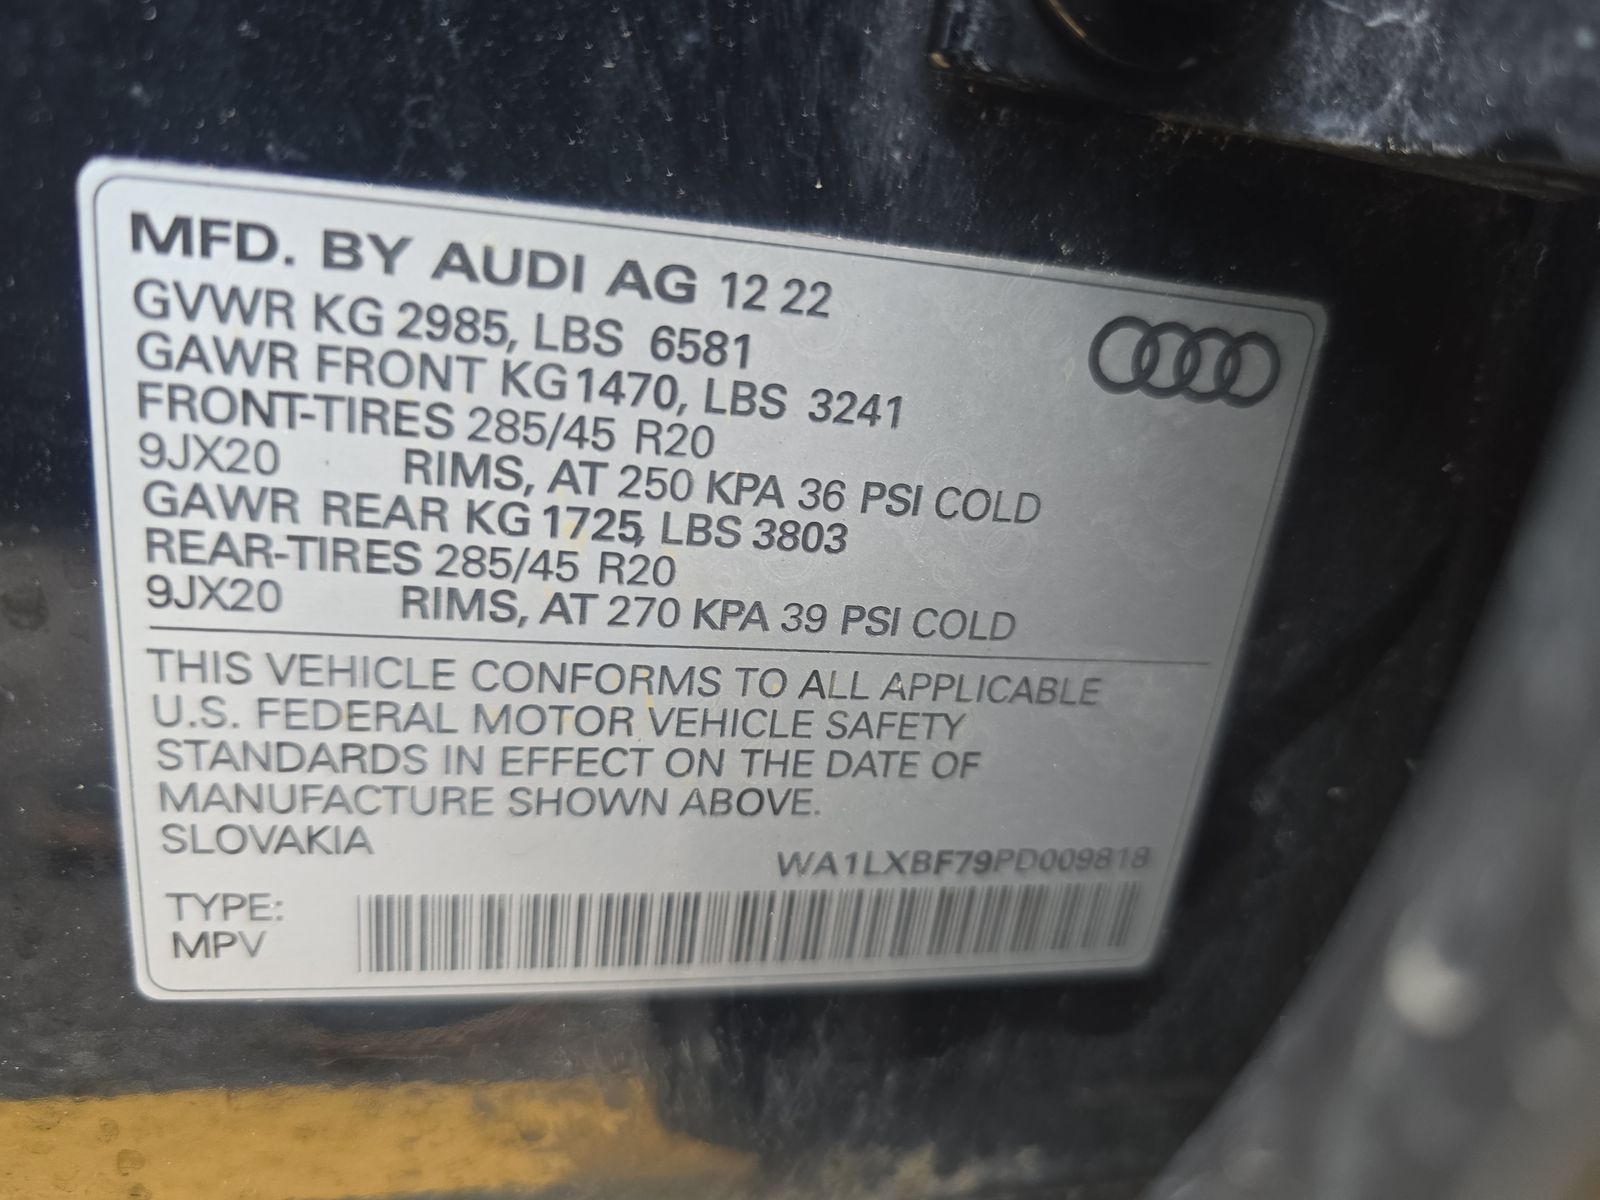 MFD. BY AUDI AG 12 22
GVWR KG 2985, LBS 6581
GAWR FRONT KG 1470, LBS 3241
FRONT-TIRES 285/45 R20
9JX20 RIMS, AT 250 KPA 36 PSI COLD
GAWR REAR KG 1725, LBS 3803
REAR-TIRES 285/45 R20
9JX20 RIMS, AT 270 KPA 39 PSI COLD
THIS VEHICLE CONFORMS TO ALL APPLICABLE
U.S. FEDERAL MOTOR VEHICLE SAFETY
STANDARDS IN EFFECT ON THE DATE OF
MANUFACTURE SHOWN ABOVE.
SLOVAKIA
WA1LXBF79PD009818
TYPE:
MPV